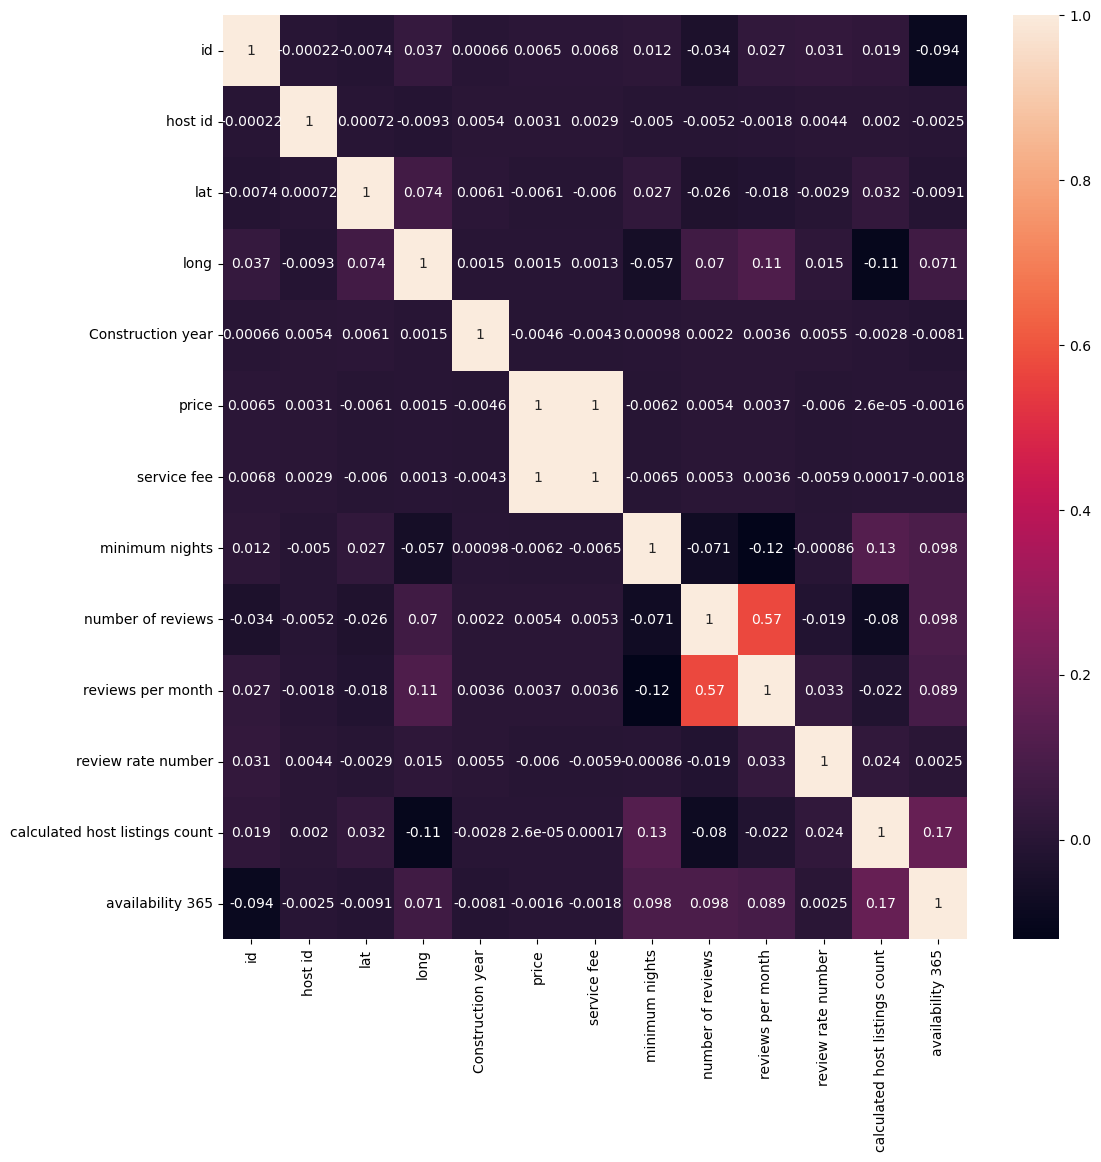 id 1 -0.00022 -0.0074 0.037 0.00066 0.0065 0.0068 0.012 -0.034 0.027 0.031 0.019 -0.094
host id -0.00022 1 0.00072 -0.0093 0.0054 0.0031 0.0029 -0.005 -0.0052 -0.0018 0.0044 0.002 -0.0025
lat -0.0074 0.00072 1 0.074 0.0061 -0.0061 -0.006 0.027 -0.026 -0.018 -0.0029 0.032 -0.0091
long 0.037 -0.0093 0.074 1 0.0015 0.0015 0.0013 -0.057 0.07 0.11 0.015 -0.11 0.071
Construction year 0.00066 0.0054 0.0061 0.0015 1 -0.0046 -0.0043 0.00098 0.0022 0.0036 0.0055 -0.0028 -0.0081
price 0.0065 0.0031 -0.0061 0.0015 -0.0046 1 1 -0.0062 0.0054 0.0037 -0.006 2.6e-05 -0.0016
service fee 0.0068 0.0029 -0.006 0.0013 -0.0043 1 1 -0.0065 0.0053 0.0036 -0.0059 0.00017 -0.0018
minimum nights 0.012 -0.005 0.027 -0.057 0.00098 -0.0062 -0.0065 1 -0.071 -0.12 -0.00086 0.13 0.098
number of reviews -0.034 -0.0052 -0.026 0.07 0.0022 0.0054 0.0053 -0.071 1 0.57 -0.019 -0.08 0.098
reviews per month 0.027 -0.0018 -0.018 0.11 0.0036 0.0037 0.0036 -0.12 0.57 1 0.033 -0.022 0.089
review rate number 0.031 0.0044 -0.0029 0.015 0.0055 -0.006 -0.0059 -0.00086 -0.019 0.033 1 0.024 0.0025
calculated host listings count 0.019 0.002 0.032 -0.11 -0.0028 2.6e-05 0.00017 0.13 -0.08 -0.022 0.024 1 0.17
availability 365 -0.094 -0.0025 -0.0091 0.071 -0.0081 -0.0016 -0.0018 0.098 0.098 0.089 0.0025 0.17 1
id
host id
lat
long
Construction year
price
service fee
minimum nights
number of reviews
reviews per month
review rate number
calculated host listings count
availability 365
1.0
0.8
0.6
0.4
0.2
0.0